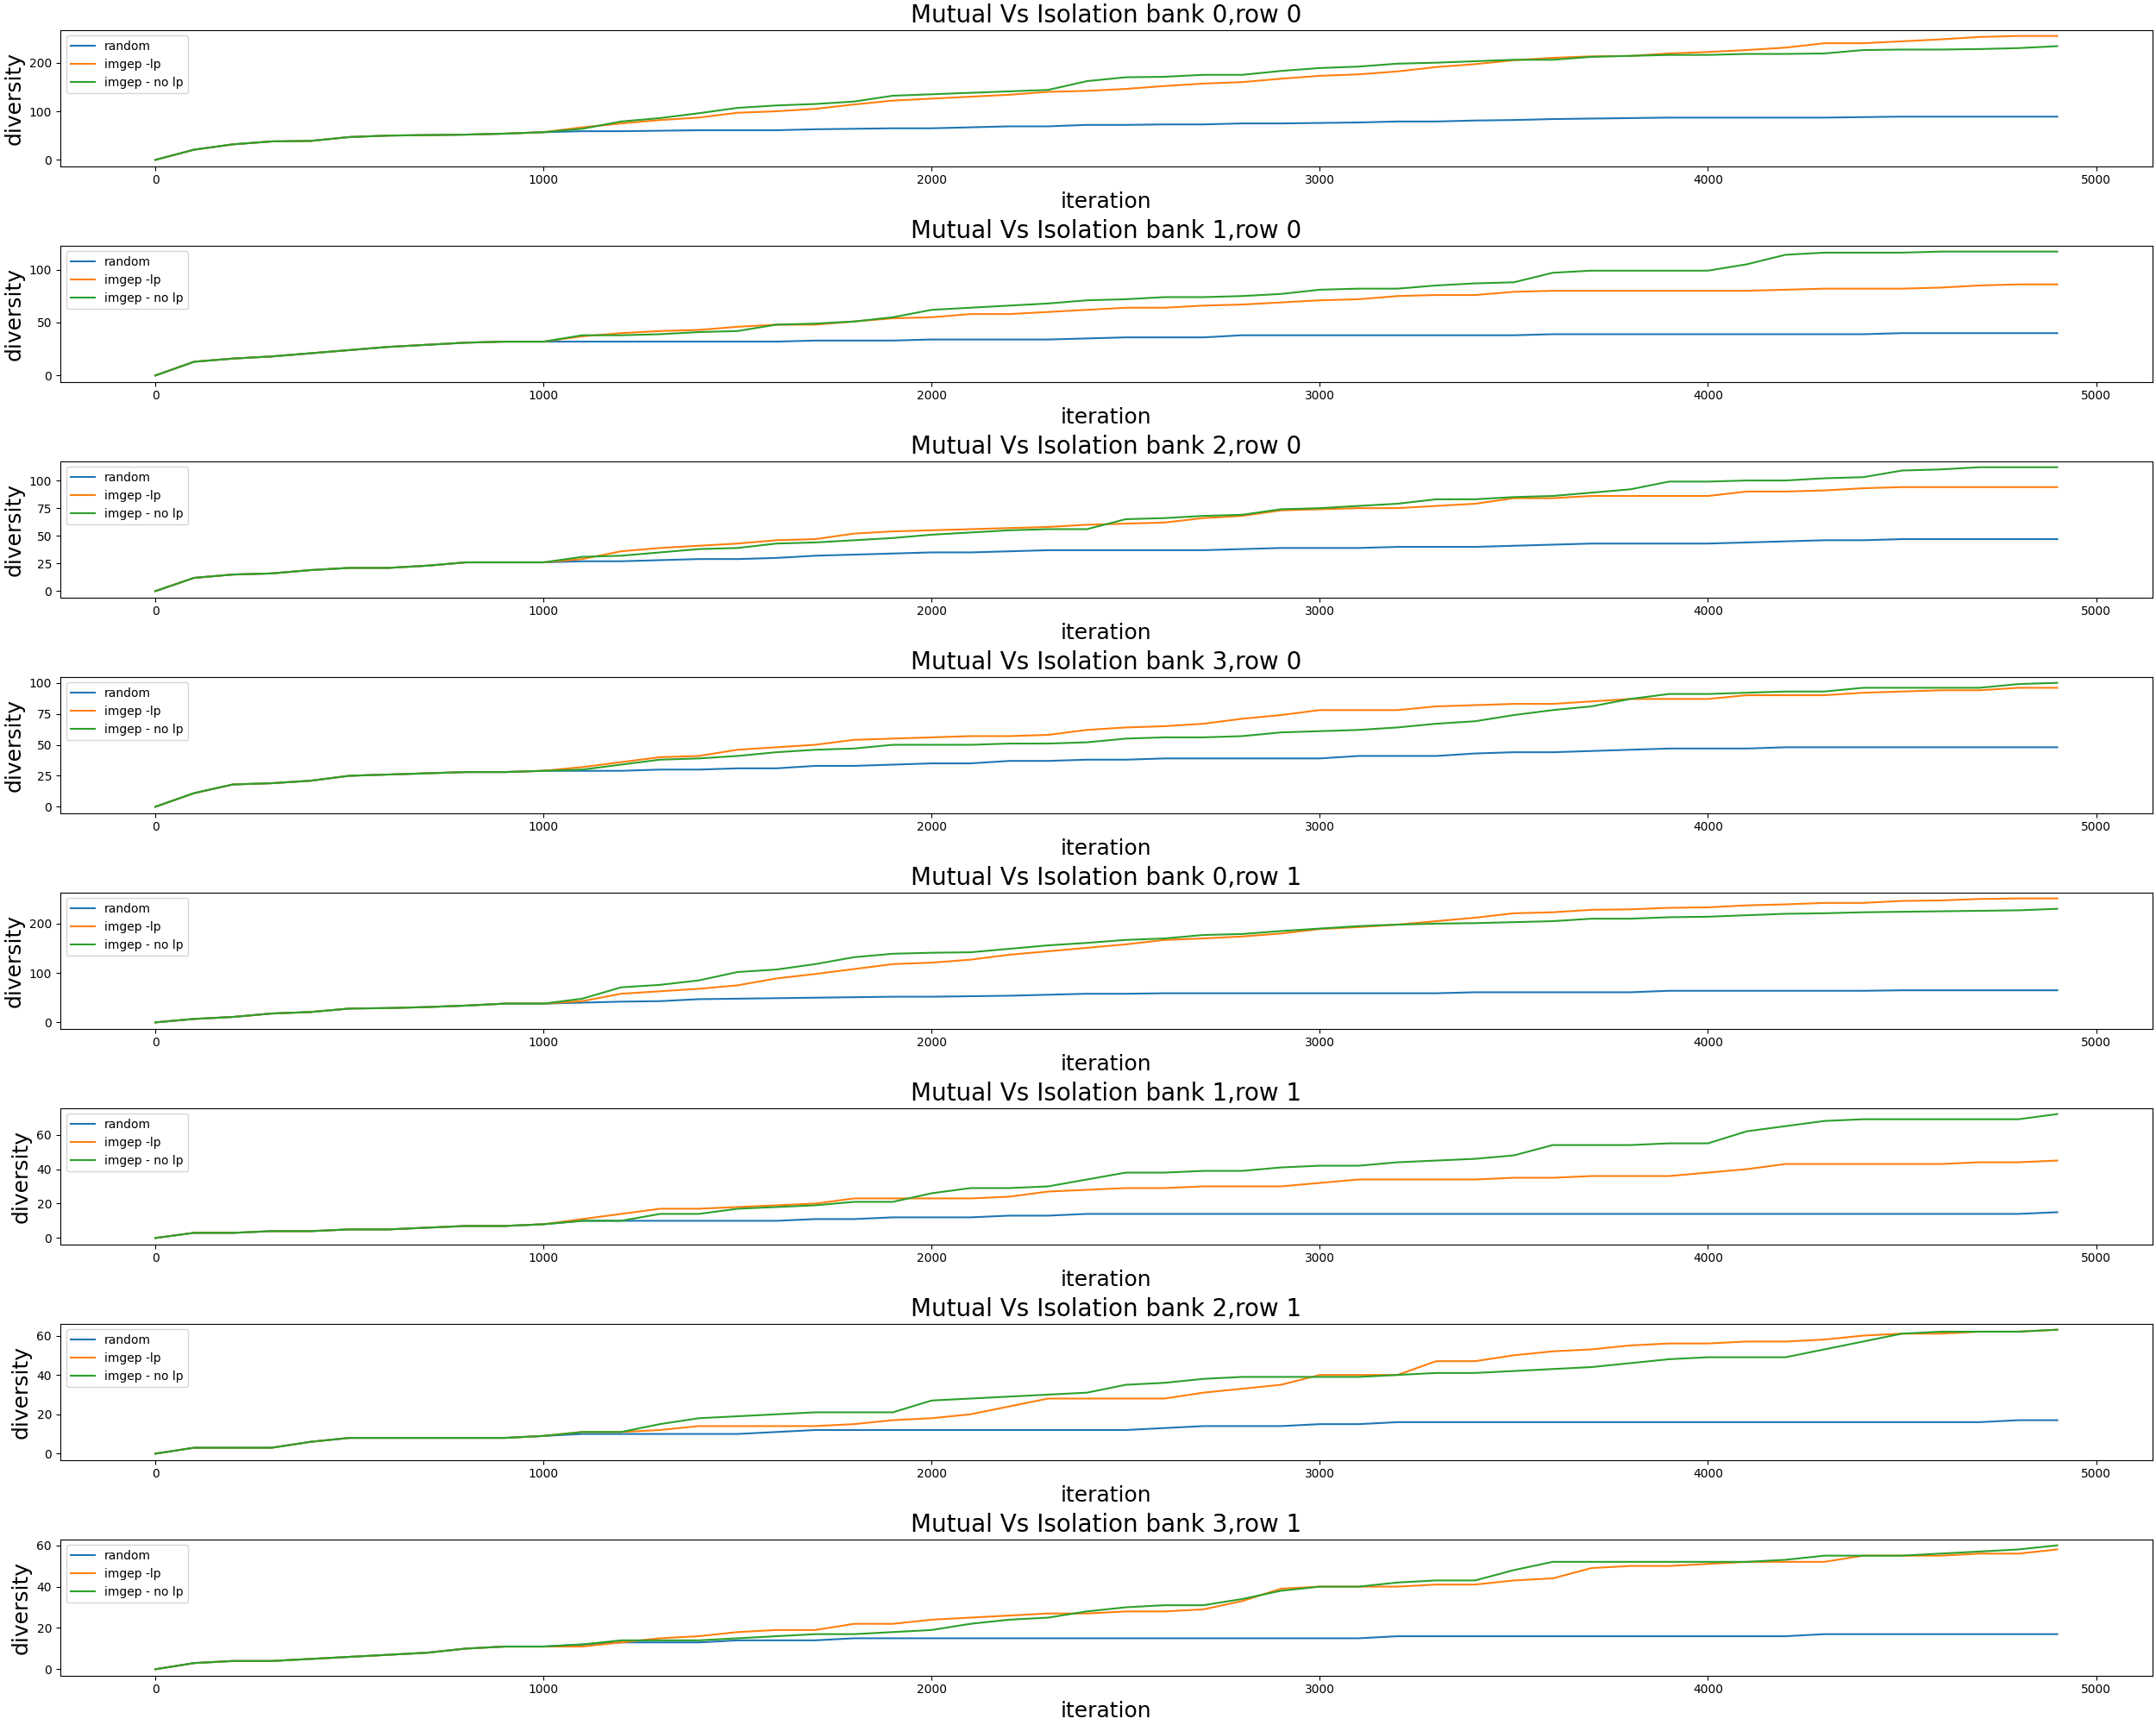 Mutual Vs Isolation bank 0,row 0
diversity
200
100
0
random
imgep -lp
imgep - no lp
0 1000 2000 3000 4000 5000
iteration
Mutual Vs Isolation bank 1,row 0
diversity
100
50
0
random
imgep -lp
imgep - no lp
0 1000 2000 3000 4000 5000
iteration
Mutual Vs Isolation bank 2,row 0
diversity
100
75
50
25
0
random
imgep -lp
imgep - no lp
0 1000 2000 3000 4000 5000
iteration
Mutual Vs Isolation bank 3,row 0
diversity
100
75
50
25
0
random
imgep -lp
imgep - no lp
0 1000 2000 3000 4000 5000
iteration
Mutual Vs Isolation bank 0,row 1
diversity
200
100
0
random
imgep -lp
imgep - no lp
0 1000 2000 3000 4000 5000
iteration
Mutual Vs Isolation bank 1,row 1
diversity
60
40
20
0
random
imgep -lp
imgep - no lp
0 1000 2000 3000 4000 5000
iteration
Mutual Vs Isolation bank 2,row 1
diversity
60
40
20
0
random
imgep -lp
imgep - no lp
0 1000 2000 3000 4000 5000
iteration
Mutual Vs Isolation bank 3,row 1
diversity
60
40
20
0
random
imgep -lp
imgep - no lp
0 1000 2000 3000 4000 5000
iteration